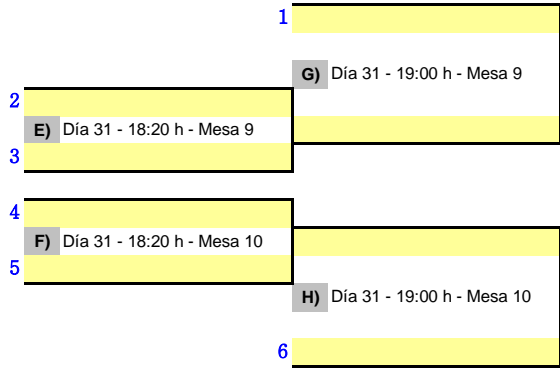 1
G) Día 31 - 19:00 h - Mesa 9
2
E) Día 31 - 18:20 h - Mesa 9
3
4
F) Día 31 - 18:20 h - Mesa 10
5
H) Día 31 - 19:00 h - Mesa 10
6